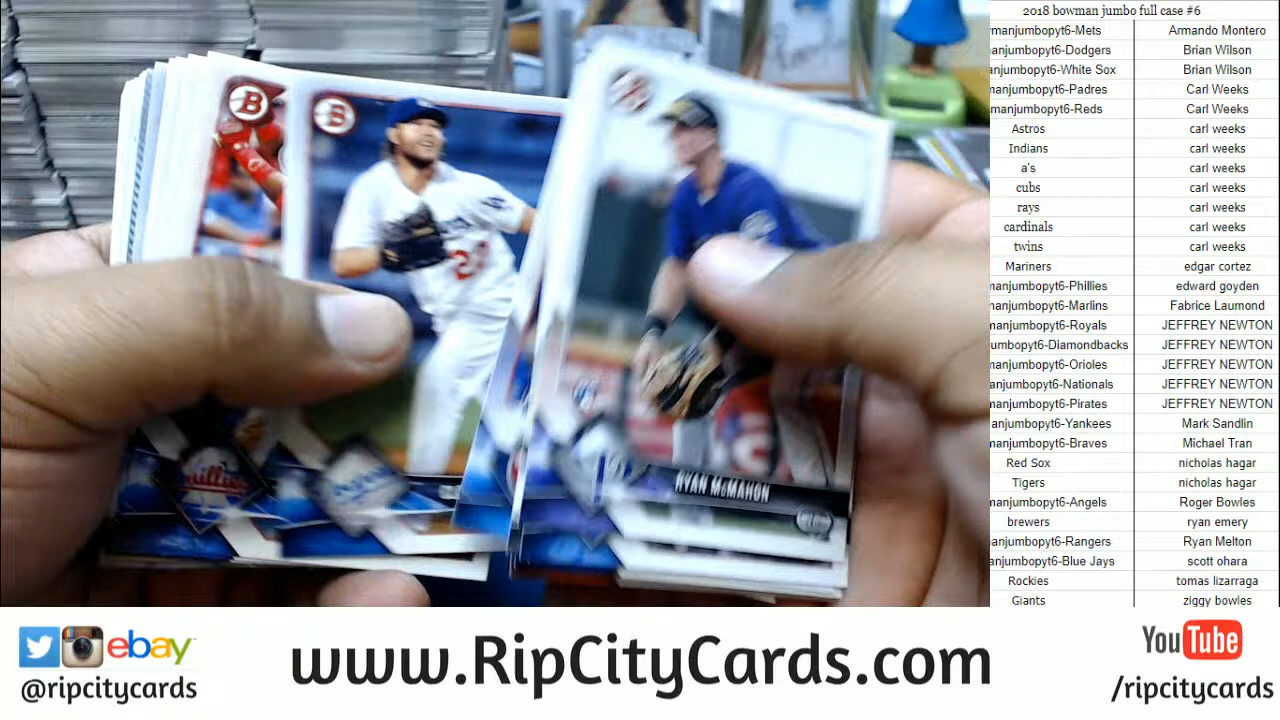 2018 bowman jumbo full case #6
manjumbopyt6-Mets Armando Montero
anjumbopyt6-Dodgers Brian Wilson
anjumbopyt6-White Sox Brian Wilson
manjumbopyt6-Padres Carl Weeks
manjumbopyt6-Reds Carl Weeks
Astros carl weeks
Indians carl weeks
a's carl weeks
cubs carl weeks
rays carl weeks
cardinals carl weeks
twins carl weeks
Mariners edgar cortez
manjumbopyt6-Phillies edward goyden
manjumbopyt6-Marlins Fabrice Laumond
manjumbopyt6-Royals JEFFREY NEWTON
umbopyt6-Diamondbacks JEFFREY NEWTON
manjumbopyt6-Orioles JEFFREY NEWTON
anjumbopyt6-Nationals JEFFREY NEWTON
manjumbopyt6-Pirates JEFFREY NEWTON
manjumbopyt6-Yankees Mark Sandlin
manjumbopyt6-Braves Michael Tran
Red Sox nicholas hagar
Tigers nicholas hagar
manjumbopyt6-Angels Roger Bowles
brewers ryan emery
manjumbopyt6-Rangers Ryan Melton
anjumbopyt6-Blue Jays scott ohara
Rockies tomas lizarraga
Giants ziggy bowles
B
B
22
Phillies
RYAN McMAHON
ebay
@ripcitycards
www.RipCityCards.com
YouTube
/ripcitycards